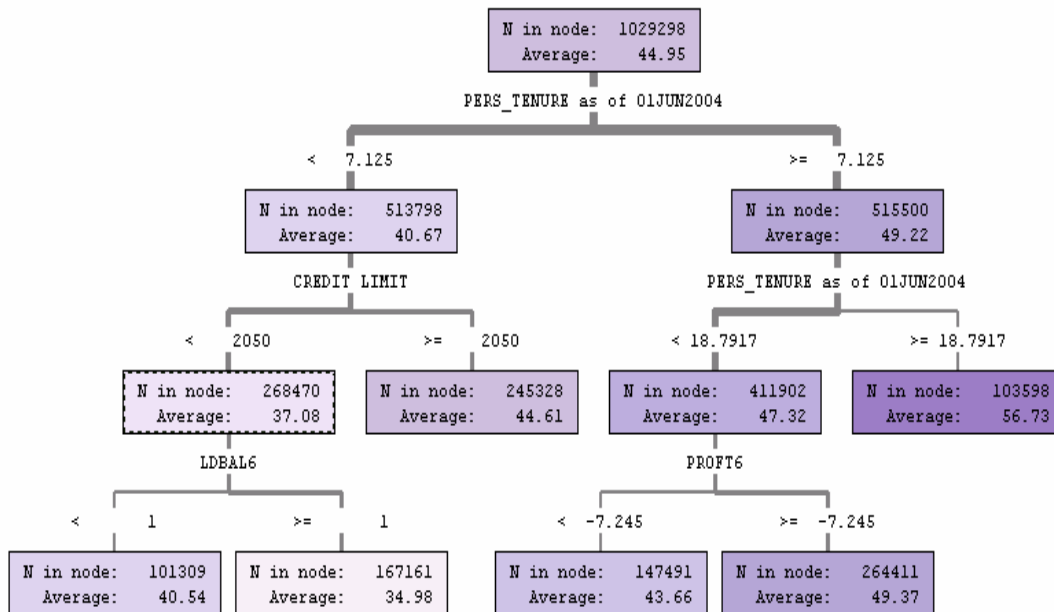 N in node: 1029298
Average: 44.95
PERS_TENURE as of 01JUN2004
< 7.125
>= 7.125
N in node: 513798
Average: 40.67
N in node: 515500
Average: 49.22
CREDIT LIMIT
PERS_TENURE as of 01JUN2004
< 2050
>= 2050
< 18.7917
>= 18.7917
N in node: 268470
Average: 37.08
N in node: 245328
Average: 44.61
N in node: 411902
Average: 47.32
N in node: 103598
Average: 56.73
LDBAL6
PROFT6
< 1
>= 1
< -7.245
>= -7.245
N in node: 101309
Average: 40.54
N in node: 167161
Average: 34.98
N in node: 147491
Average: 43.66
N in node: 264411
Average: 49.37